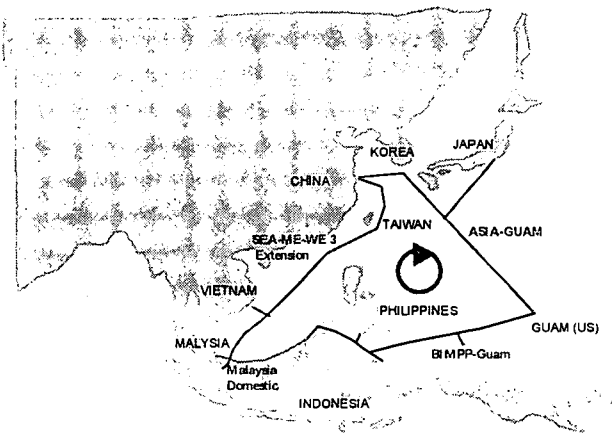 KOREA
JAPAN
CHINA
TAIWAN
ASIA-GUAM
SEA-ME-WE 3
Extension
VIETNAM
PHILIPPINES
GUAM (US)
MALYSIA
BIMPP-Guam
Malaysia
Domestic
INDONESIA